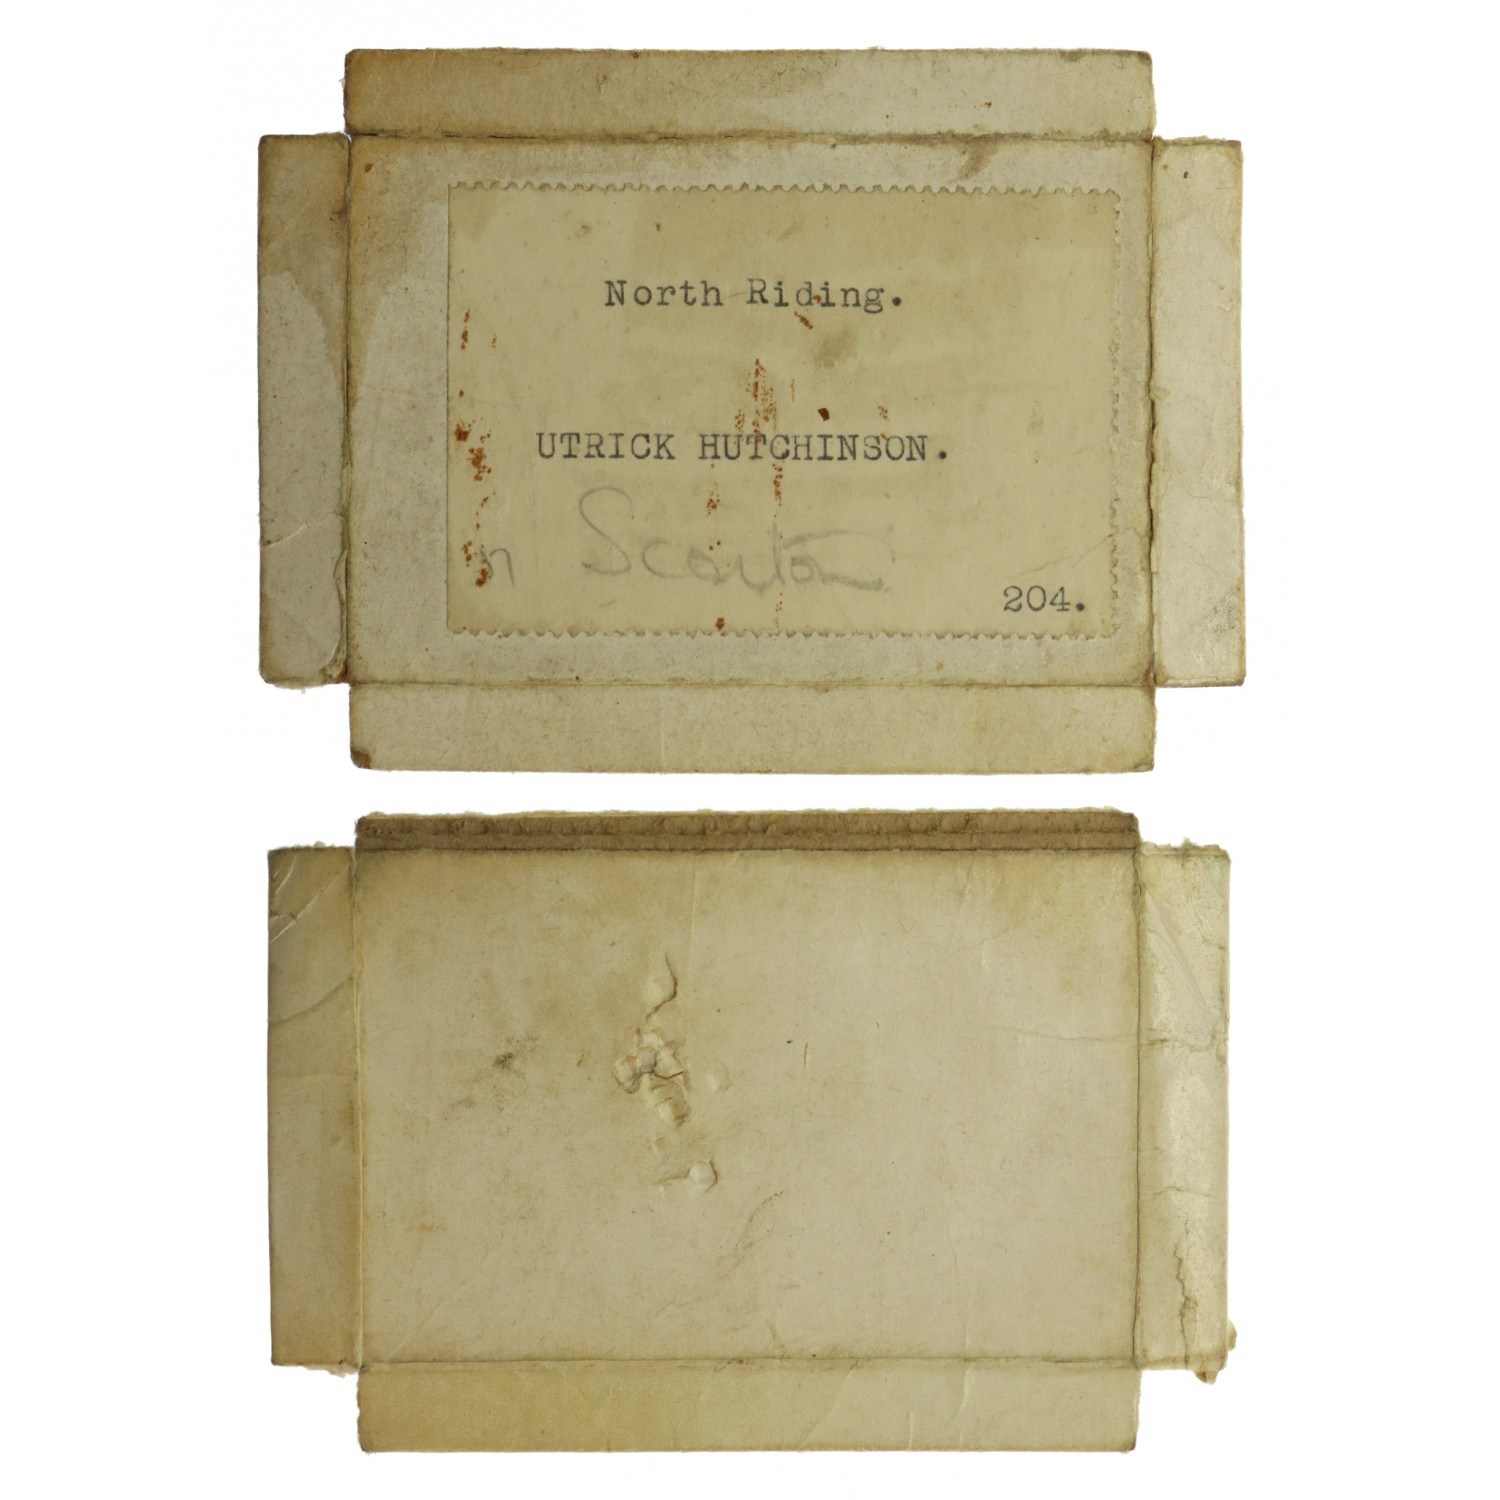 North Riding.
UTRICK HUTCHINSON.
Scorton
204.